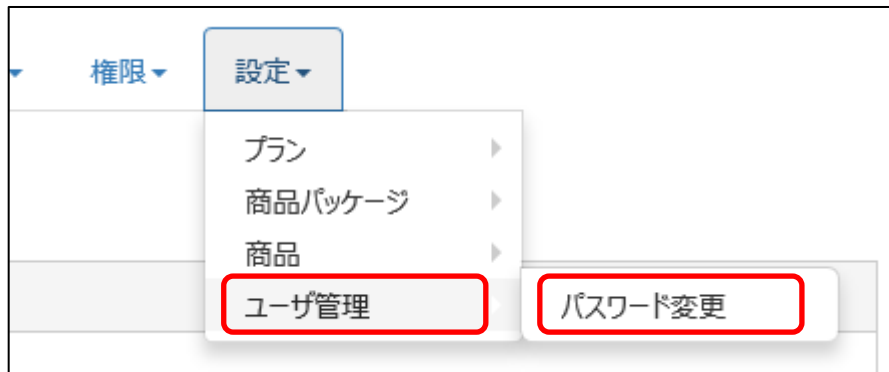 権限 設定
プラン
商品パッケージ
商品
ユーザ管理 パスワード変更